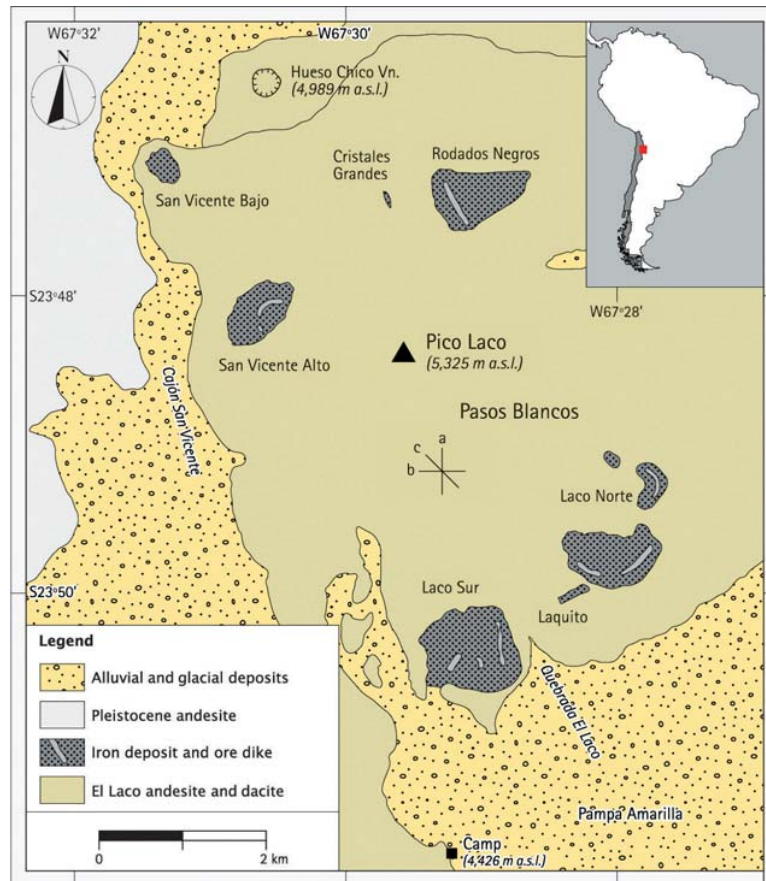 W67°32'
W67°30'
N
Hueso Chico Vn.
(4,989 m a.s.l.)
Cristales
Grandes
Rodados Negros
San Vicente Bajo
S23°48'
W67°28'
San Vicente Alto
Pico Laco
(5,325 m a.s.l.)
Cajón San Vicente
Pasos Blancos
a
c
b
Laco Norte
S23°50'
Laco Sur
Laquito
Quebrada El Laco
Legend
Alluvial and glacial deposits
Pleistocene andesite
Iron deposit and ore dike
El Laco andesite and dacite
0
2 km
Pampa Amarilla
Camp
(4,426 m a.s.l.)